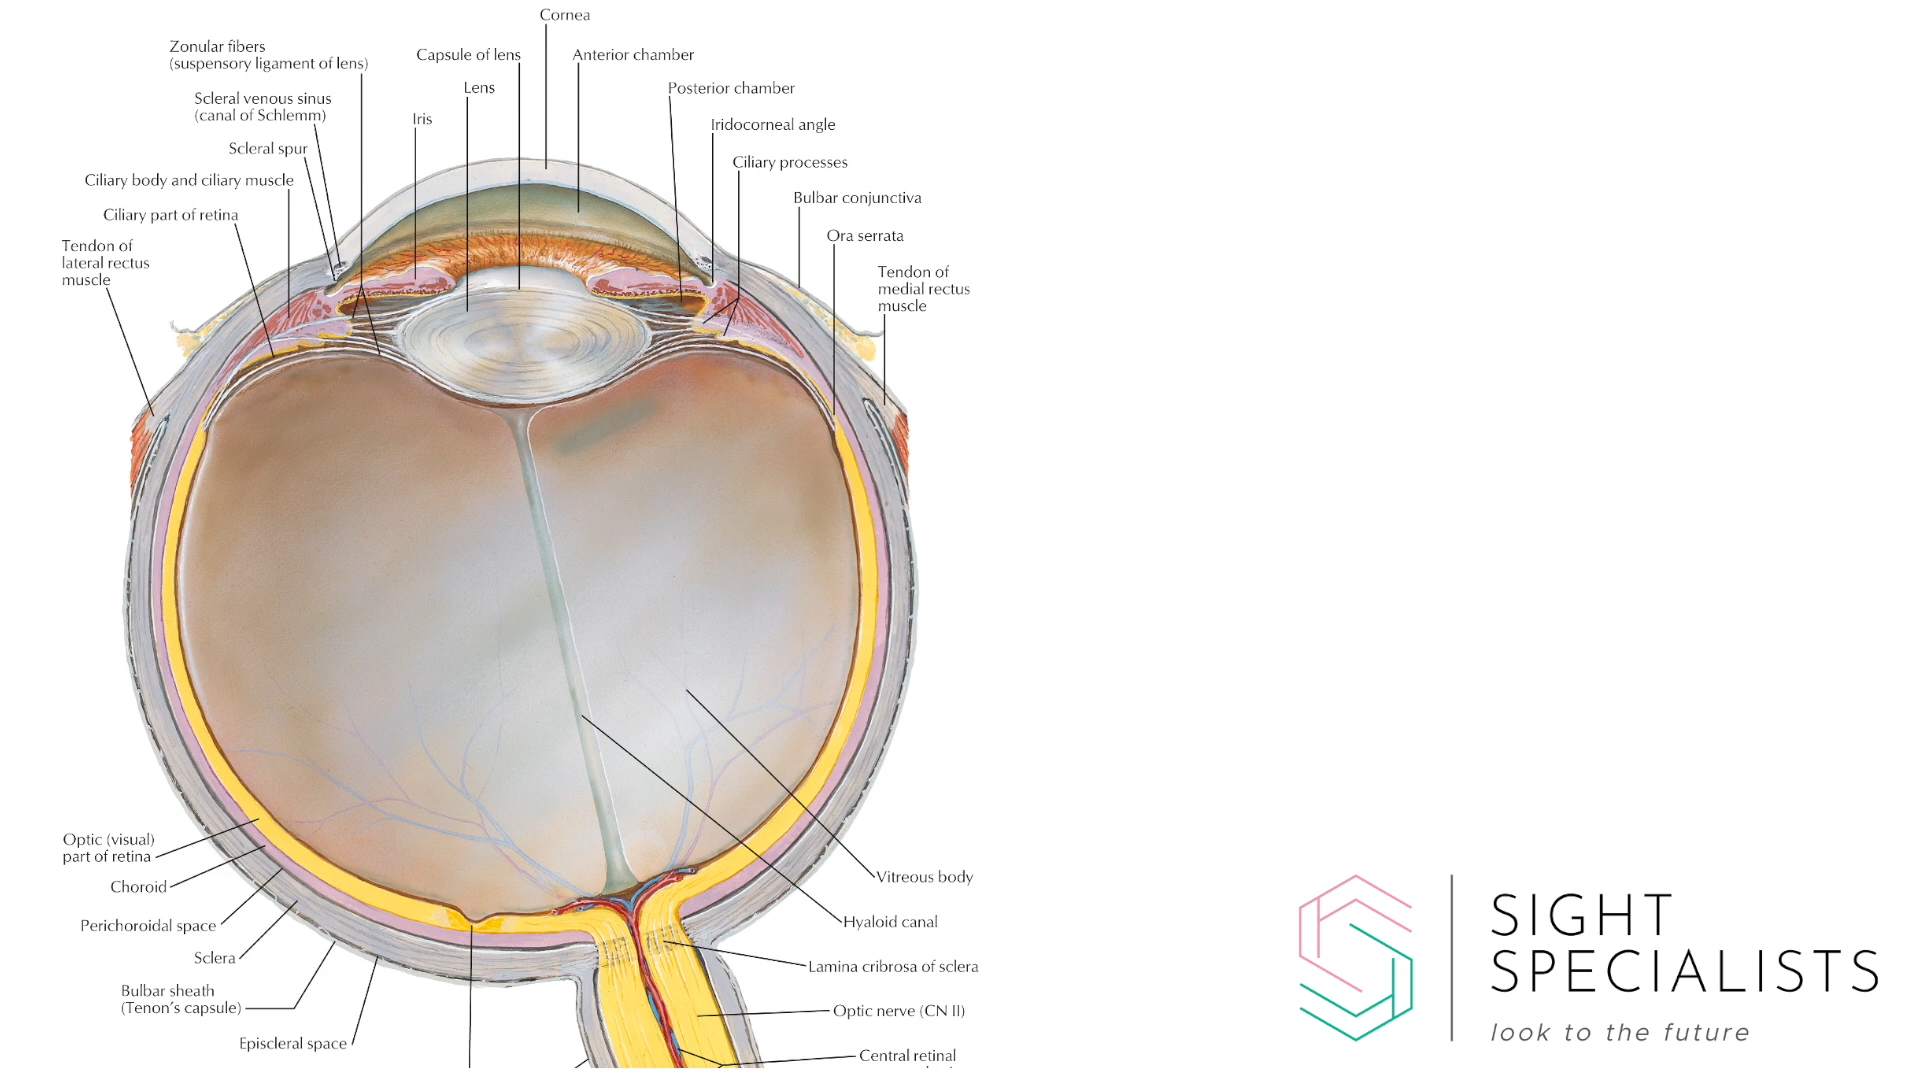 Cornea
Zonular fibers
(suspensory ligament of lens)
Capsule of lens
Anterior chamber
Lens
Posterior chamber
Scleral venous sinus
(canal of Schlemm)
Iris
Iridocorneal angle
Scleral spur
Ciliary processes
Ciliary body and ciliary muscle
Bulbar conjunctiva
Ciliary part of retina
Ora serrata
Tendon of
lateral rectus
muscle
Tendon of
medial rectus
muscle
Optic (visual)
part of retina
Choroid
Perichoroidal space
Sclera
Bulbar sheath
(Tenon's capsule)
Episcleral space
Vitreous body
Hyaloid canal
Lamina cribrosa of sclera
Optic nerve (CN II)
Central retinal
SIGHT
SPECIALISTS
look to the future